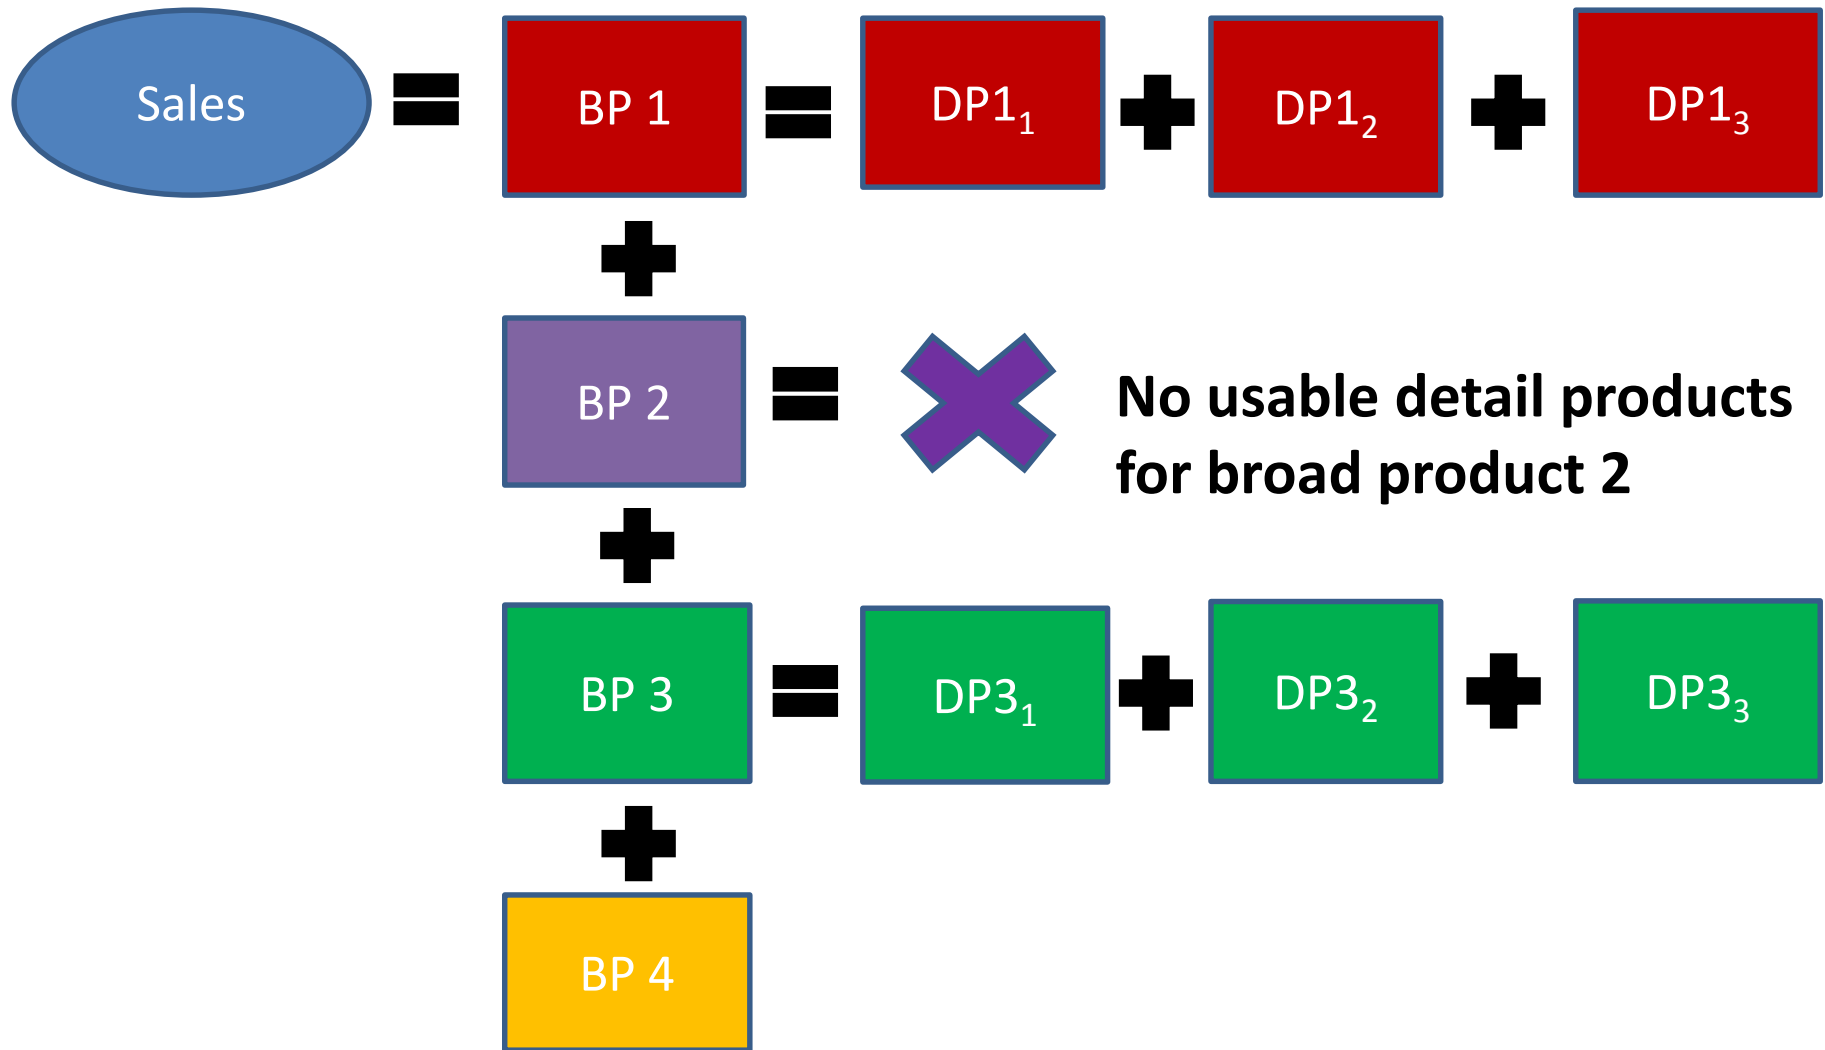 Sales
BP 1
DP1₁
DP1₂
DP1₃
BP 2
No usable detail products
for broad product 2
BP 3
DP3₁
DP3₂
DP3₃
BP 4